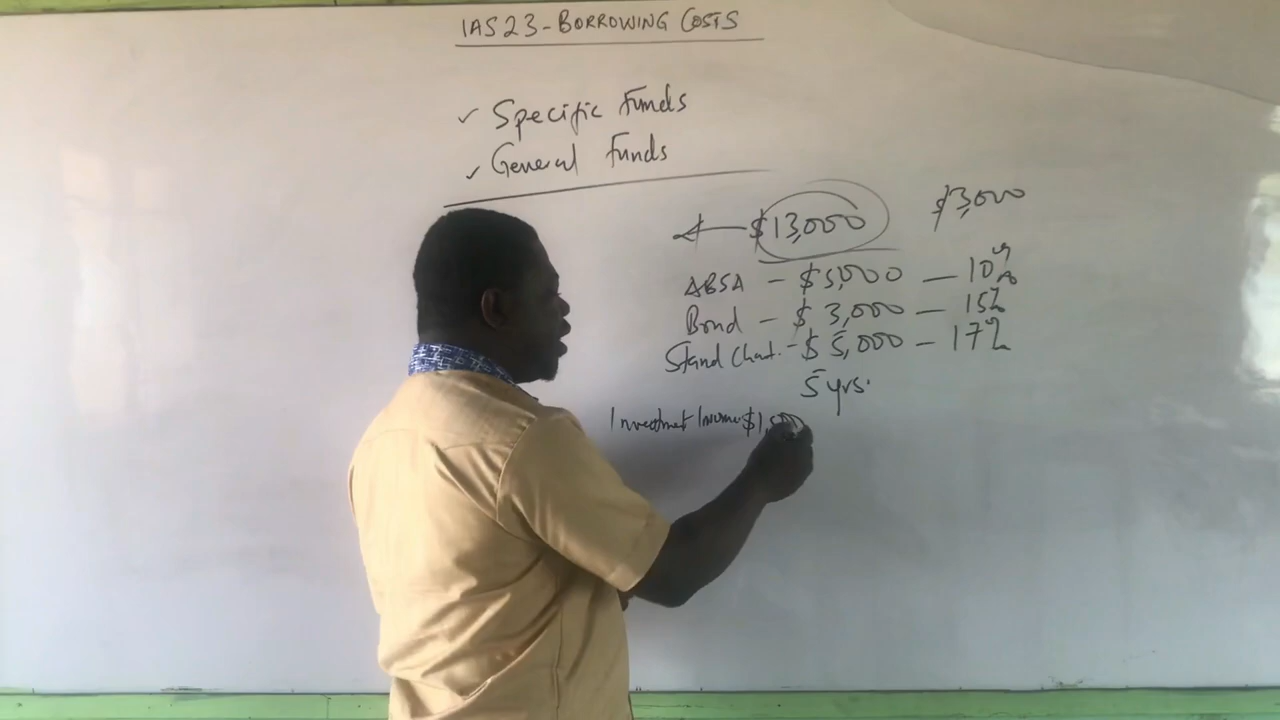 IAS 23 - BORROWING COSTS
✓ Specific Funds
✓ General Funds
$13,000 $3,000
ABSA - $5,000 - 10%
Bond - $ 3,000 - 15%
Stand Chart. - $ 5,000 - 17%
5 yrs.
Investment Income